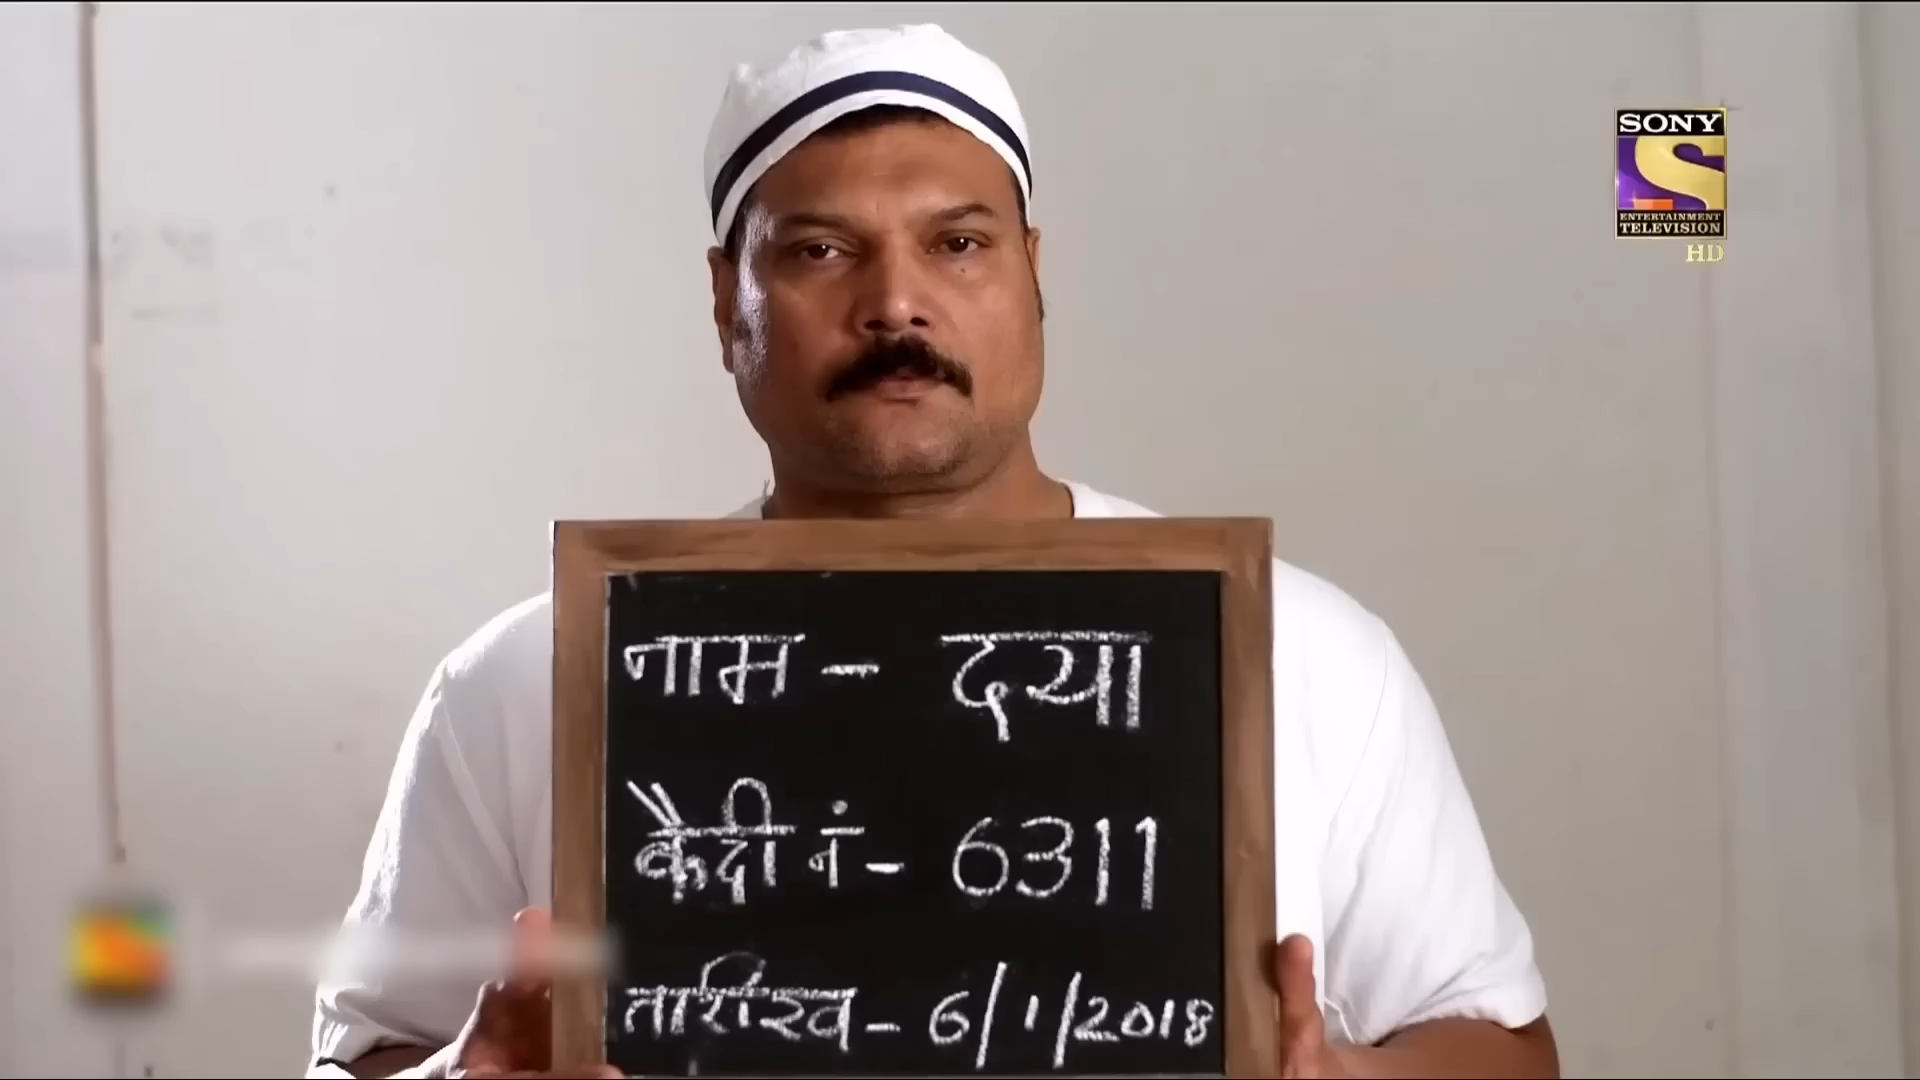 SONY
ENTERTAINMENT
TELEVISION
HD
नाम - दया
कैदी नं - 6311
तारीख - 6/1/2018